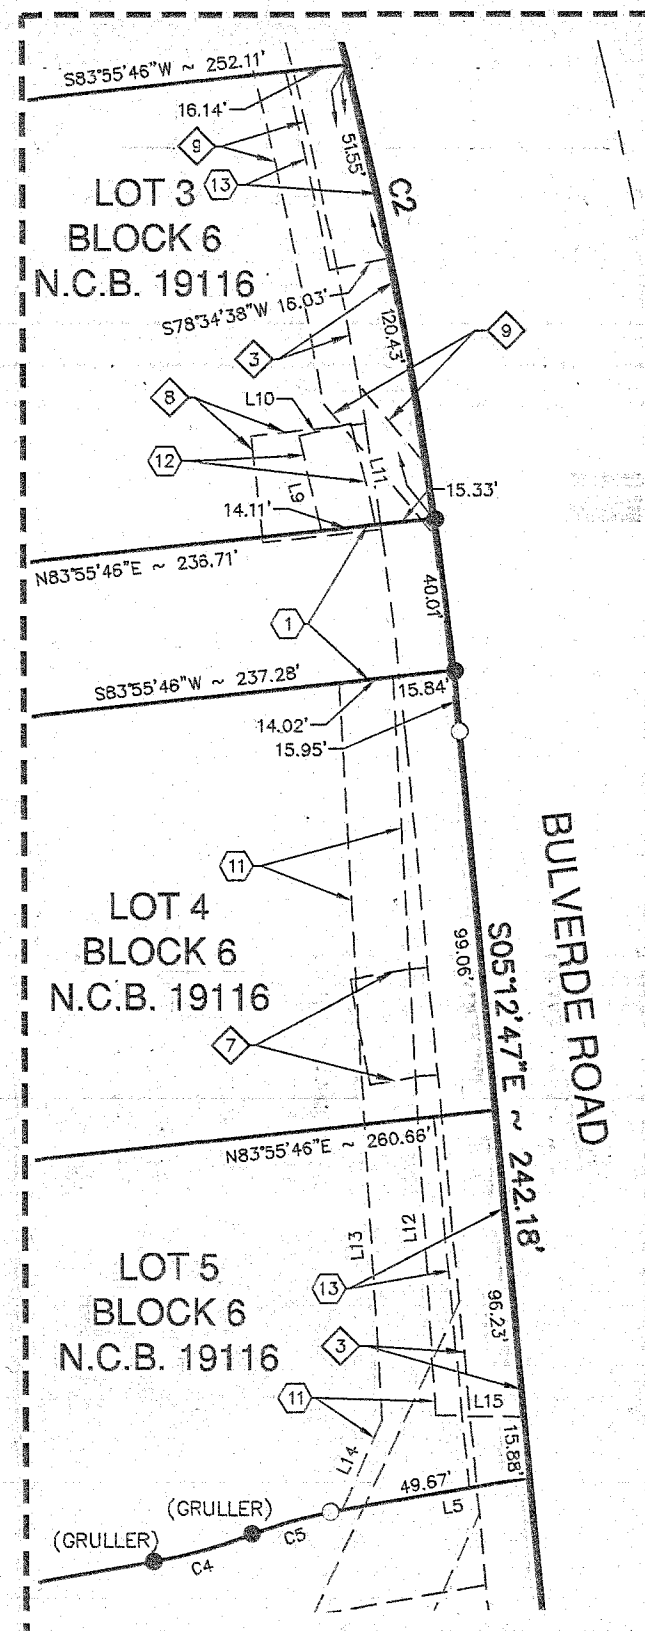 S83°55'46"W ~ 252.11'
16.14'
9
51.55'
C2
13
LOT 3
BLOCK 6
N.C.B. 19116
S78°34'38"W 16.03'
120.43'
3
9
8
L10
12
L11
L9
14.11'
15.33'
N83°55'46"E ~ 236.71'
40.01'
1
S83°55'46"W ~ 237.28'
15.84'
14.02'
15.95'
11
BULVERDE ROAD
LOT 4
BLOCK 6
N.C.B. 19116
99.06'
S05°12'47"E ~ 242.18'
7
N83°55'46"E ~ 260.66'
L13
L12
LOT 5
BLOCK 6
N.C.B. 19116
13
96.23'
3
11
L15
L14
15.88'
49.67'
L5
(GRULLER)
C5
(GRULLER)
C4